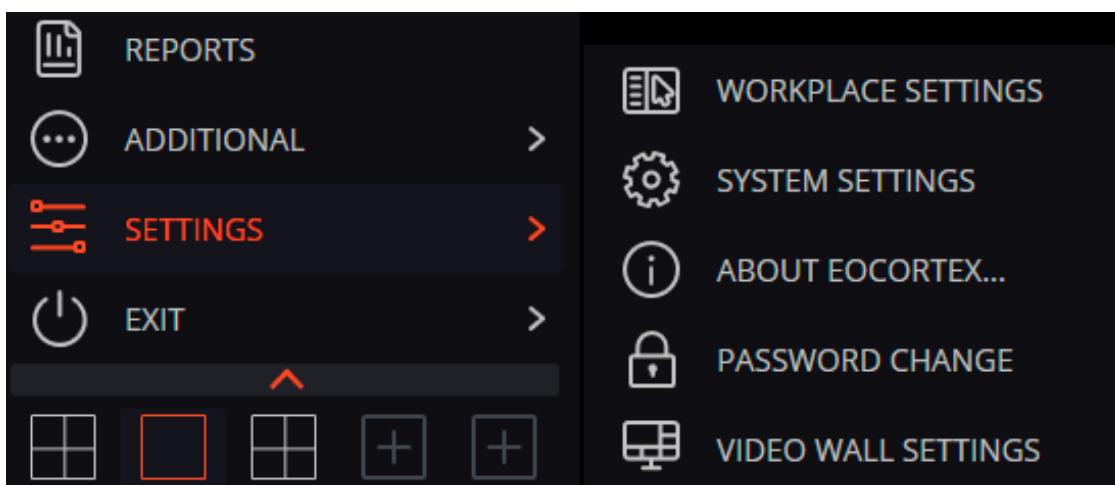 REPORTS
ADDITIONAL
SETTINGS
EXIT
WORKPLACE SETTINGS
SYSTEM SETTINGS
ABOUT EOCORTEX...
PASSWORD CHANGE
VIDEO WALL SETTINGS